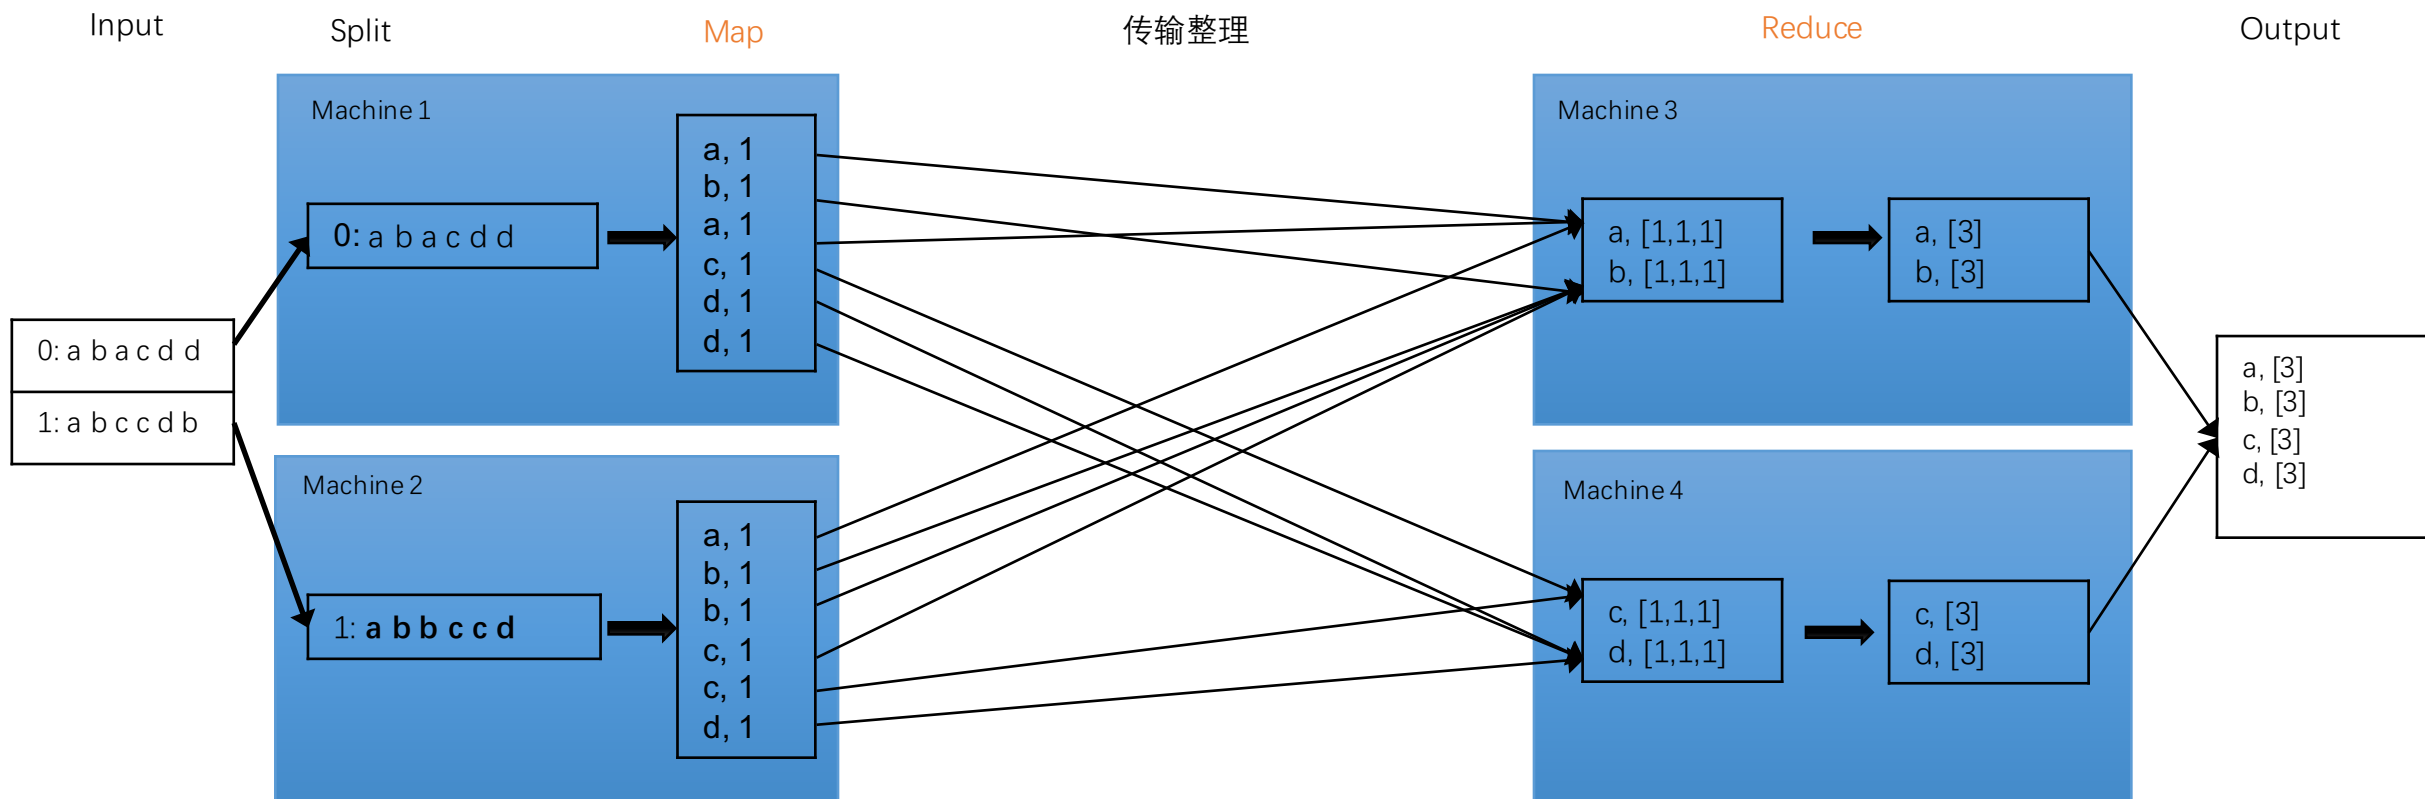 Input
Split
Map
传输整理
Reduce
Output
0: a b a c d d
1: a b c c d b
Machine 1
0: a b a c d d
a, 1
b, 1
a, 1
c, 1
d, 1
d, 1
Machine 2
1: a b b c c d
a, 1
b, 1
b, 1
c, 1
c, 1
d, 1
Machine 3
a, [1,1,1]
b, [1,1,1]
a, [3]
b, [3]
Machine 4
c, [1,1,1]
d, [1,1,1]
c, [3]
d, [3]
a, [3]
b, [3]
c, [3]
d, [3]